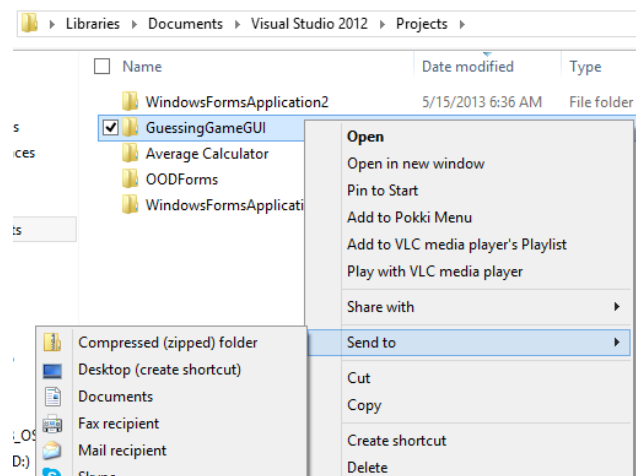 Libraries Documents Visual Studio 2012 Projects
Name Date modified Type
WindowsFormsApplication2 5/15/2013 6:36 AM File folder
GuessingGameGUI
Average Calculator
OODForms
WindowsFormsApplicati
s
ces
ts
Open
Open in new window
Pin to Start
Add to Pokki Menu
Add to VLC media player's Playlist
Play with VLC media player
Share with
Send to
Cut
Copy
Create shortcut
Delete
Compressed (zipped) folder
Desktop (create shortcut)
Documents
Fax recipient
Mail recipient
Skype
_OS
D:)